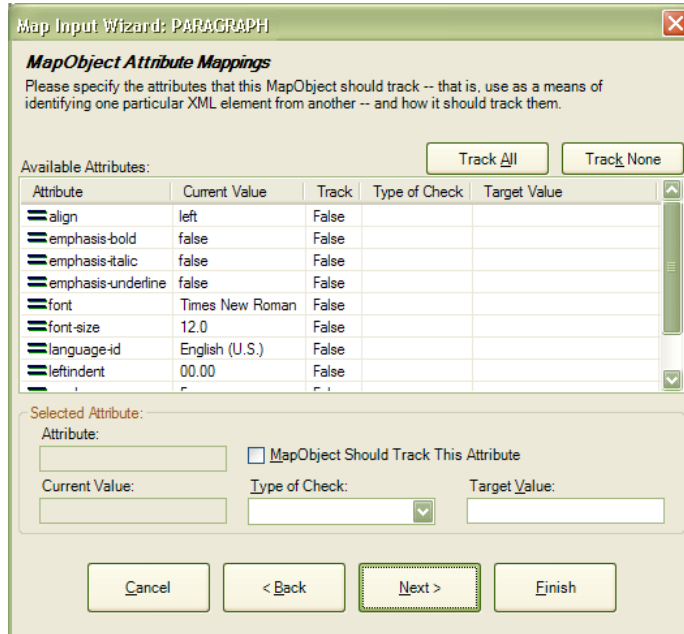 Map Input Wizard: PARAGRAPH
MapObject Attribute Mappings
Please specify the attributes that this MapObject should track -- that is, use as a means of
identifying one particular XML element from another -- and how it should track them.
Available Attributes:
Track All
Track None
Attribute Current Value Track Type of Check Target Value
align left False
emphasis-bold false False
emphasis-italic false False
emphasis-underline false False
font Times New Roman False
font-size 12.0 False
language-id English (U.S.) False
leftindent 00.00 False
Selected Attribute:
Attribute:
MapObject Should Track This Attribute
Current Value: Type of Check: Target Value:
Cancel < Back Next > Finish